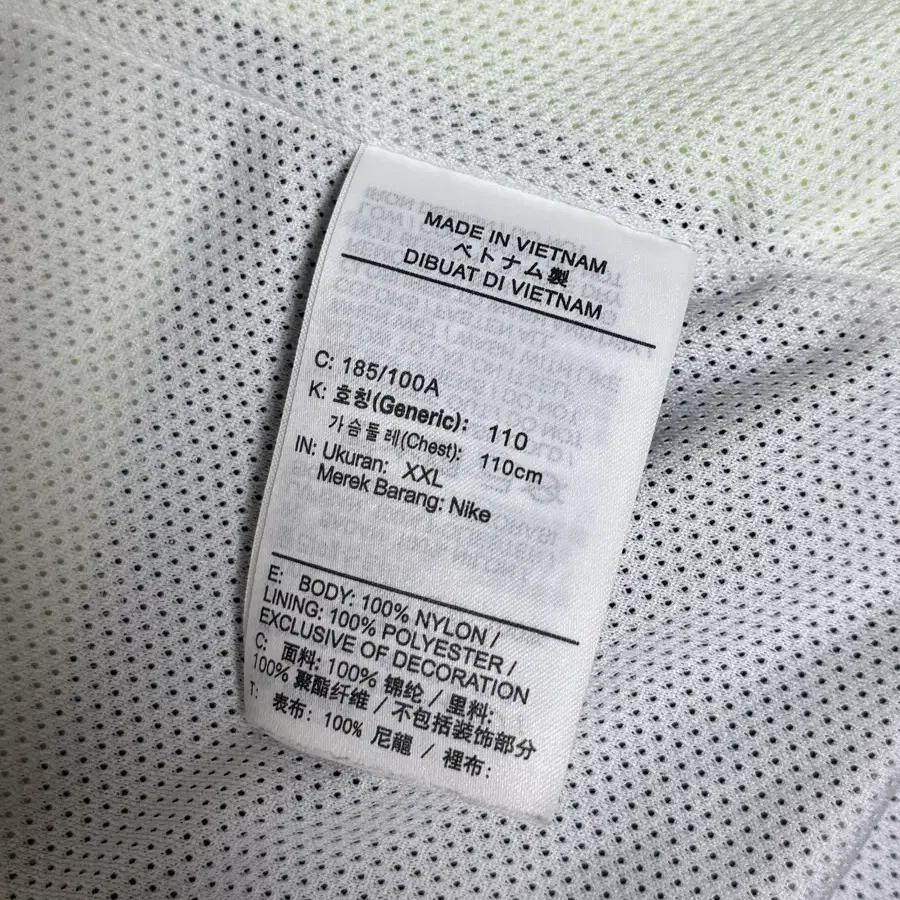 MADE IN VIETNAM
ベトナム製
DIBUAT DI VIETNAM
C: 185/100A
K: 호칭(Generic): 110
가슴둘레(Chest): 110cm
IN: Ukuran: XXL
Merek Barang: Nike
E: BODY: 100% NYLON /
LINING: 100% POLYESTER /
EXCLUSIVE OF DECORATION
C: 面料: 100% 锦纶 / 里料:
100% 聚酯纤维 / 不包括装饰部分
T: 表布: 100% 尼龍 / 裡布: